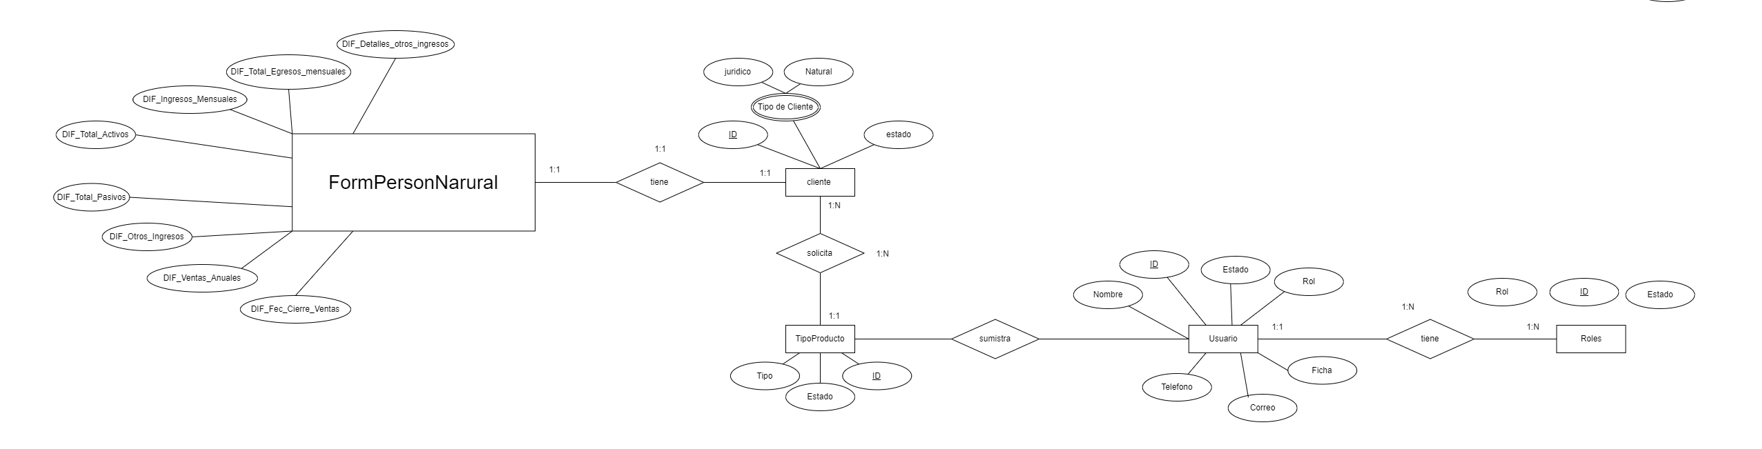 DIF_Detalles_otros_ingresos
DIF_Total_Egresos_mensuales
DIF_Ingresos_Mensuales
DIF_Total_Activos
DIF_Total_Pasivos
DIF_Otros_Ingresos
DIF_Ventas_Anuales
DIF_Fec_Cierre_Ventas
FormPersonNarural
1:1
1:1
tiene
1:1
juridico
Natural
Tipo de Cliente
ID
estado
cliente
1:N
solicita
1:N
1:1
TipoProducto
Tipo
ID
Estado
sumistra
ID
Estado
Rol
Nombre
Usuario
Telefono
Correo
Ficha
1:1
1:N
tiene
1:N
Rol
ID
Estado
Roles